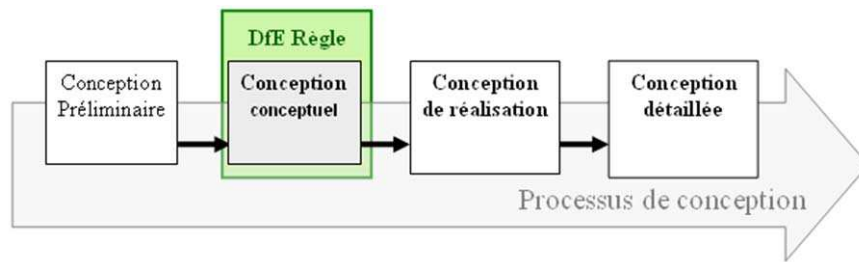 DfE Règle
Conception
Préliminaire
Conception
conceptuel
Conception
de réalisation
Conception
détaillée
Processus de conception